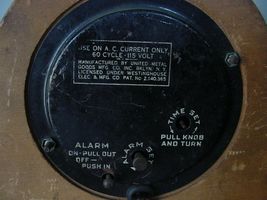 USE ON A.C. CURRENT ONLY
60 CYCLE-115 VOLT
MANUFACTURED BY UNITED METAL
GOODS MFG. CO. INC. BKLYN. N.Y.
LICENSED UNDER WESTINGHOUSE
ELEC. & MFG. CO. PAT. NO. 2,140,365
TIME SET
PULL KNOB
AND TURN
ALARM SET
ALARM
ON-PULL OUT
OFF-
PUSH IN